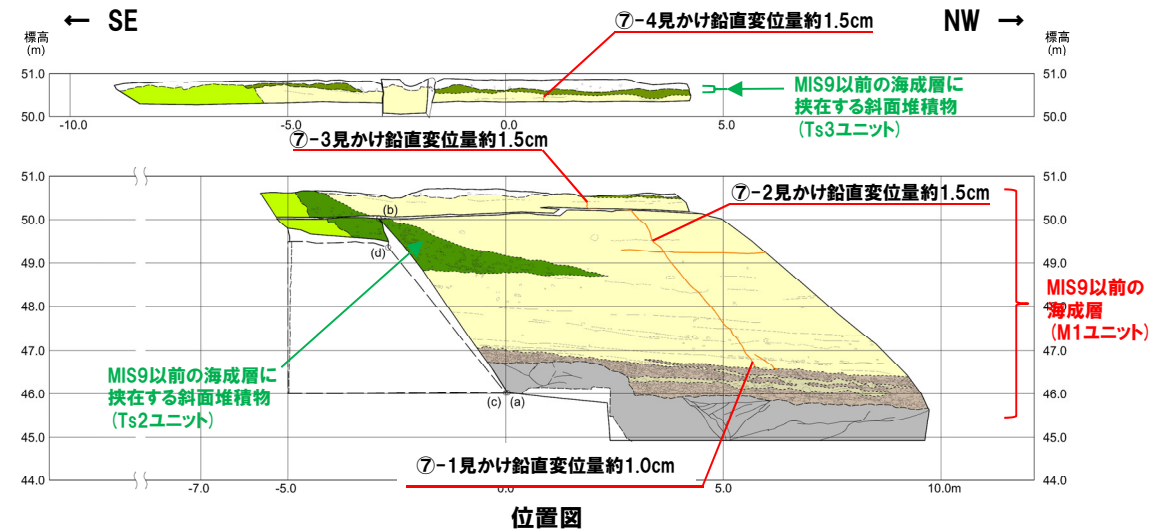 ← SE
NW →
標高
(m)
標高
(m)
⑦-4見かけ鉛直変位量約1.5cm
51.0
50.0
51.0
50.0
MIS9以前の海成層に
挟在する斜面堆積物
(Ts3ユニット)
-10.0
-5.0
0.0
5.0
⑦-3見かけ鉛直変位量約1.5cm
⑦-2見かけ鉛直変位量約1.5cm
51.0
50.0
49.0
48.0
47.0
46.0
45.0
44.0
(b)
(d)
(c)
(a)
51.0
50.0
49.0
48.0
47.0
46.0
45.0
44.0
MIS9以前の
海成層
(M1ユニット)
MIS9以前の海成層に
挟在する斜面堆積物
(Ts2ユニット)
⑦-1見かけ鉛直変位量約1.0cm
-7.0
-5.0
0.0
5.0
10.0m
位置図